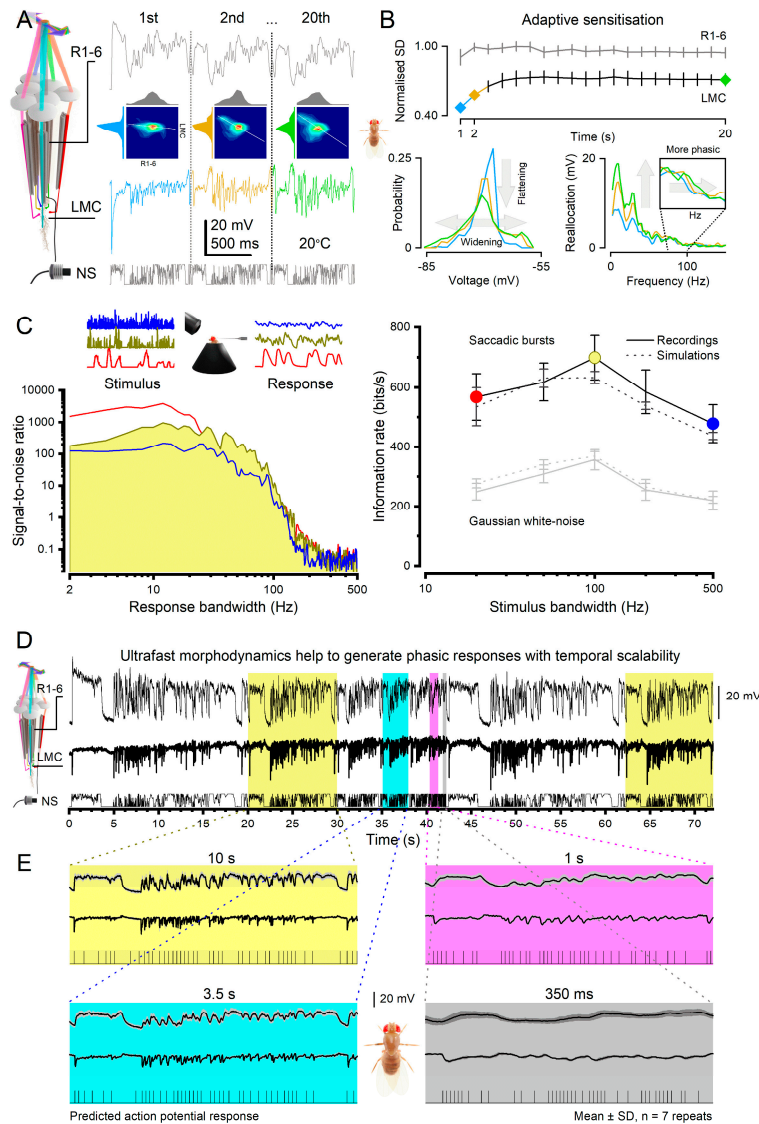 A
1st
2nd
...
20th
R1-6
LMC
R1-6
LMC
20 mV
500 ms
20°C
NS
B
Adaptive sensitisation
Normalised SD
1.00
0.40
R1-6
LMC
1
2
Time (s)
20
Probability
0.25
0
Flattening
Widening
-85
-55
Voltage (mV)
Reallocation (mV)
20
0
More phasic
Hz
0
100
Frequency (Hz)
C
Stimulus
Response
Signal-to-noise ratio
10000
1000
100
10
1
0.1
2
10
100
500
Response bandwidth (Hz)
Information rate (bits/s)
800
600
400
200
0
Saccadic bursts
Recordings
Simulations
Gaussian white-noise
10
100
500
Stimulus bandwidth (Hz)
D
Ultrafast morphodynamics help to generate phasic responses with temporal scalability
R1-6
LMC
NS
20 mV
0 5 10 15 20 25 30 35 40 45 50 55 60 65 70
Time (s)
E
10 s
1 s
3.5 s
20 mV
350 ms
Predicted action potential response
Mean ± SD, n = 7 repeats